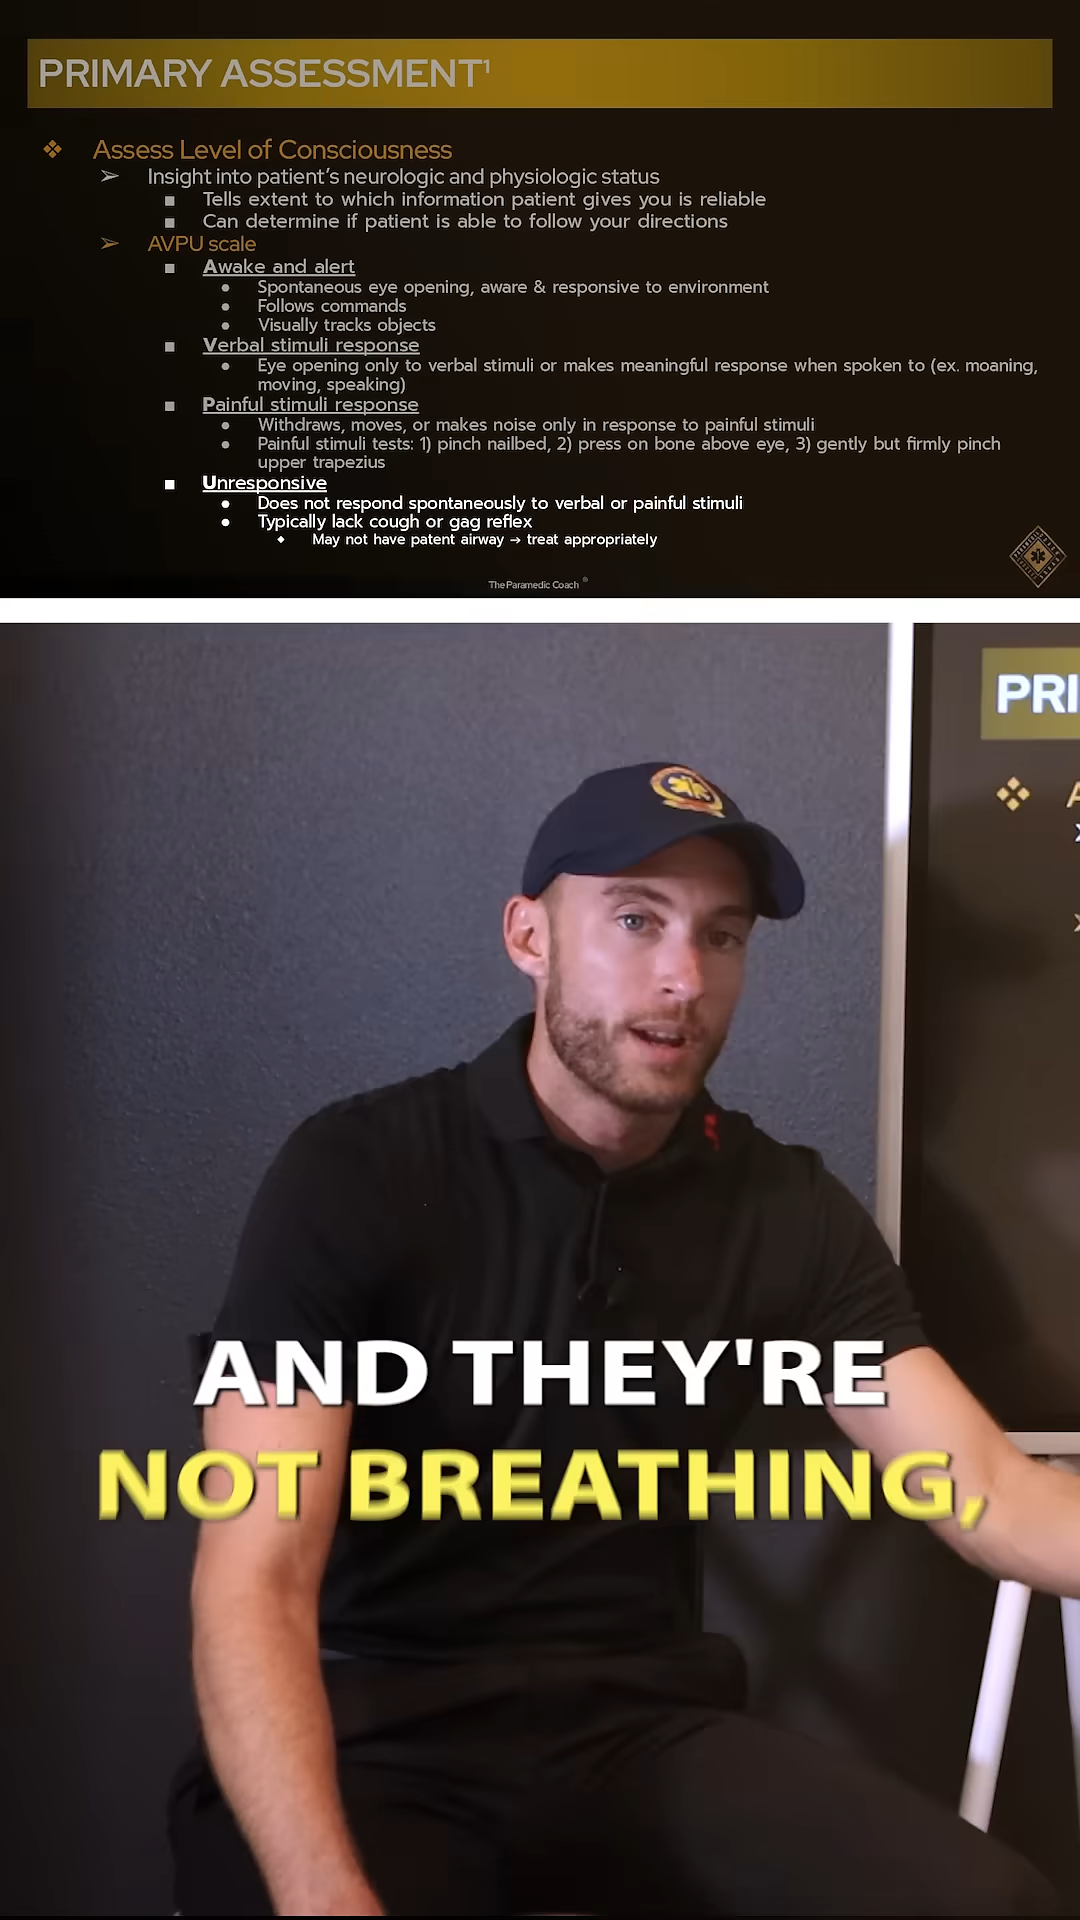 PRIMARY ASSESSMENT¹
❖ Assess Level of Consciousness
➢ Insight into patient's neurologic and physiologic status
■ Tells extent to which information patient gives you is reliable
■ Can determine if patient is able to follow your directions
➢ AVPU scale
■ Awake and alert
● Spontaneous eye opening, aware & responsive to environment
● Follows commands
● Visually tracks objects
■ Verbal stimuli response
● Eye opening only to verbal stimuli or makes meaningful response when spoken to (ex. moaning,
moving, speaking)
■ Painful stimuli response
● Withdraws, moves, or makes noise only in response to painful stimuli
● Painful stimuli tests: 1) pinch nailbed, 2) press on bone above eye, 3) gently but firmly pinch
upper trapezius
■ Unresponsive
● Does not respond spontaneously to verbal or painful stimuli
● Typically lack cough or gag reflex
◆ May not have patent airway → treat appropriately
The Paramedic Coach ®
PRI
❖ A
AND THEY'RE
NOT BREATHING,